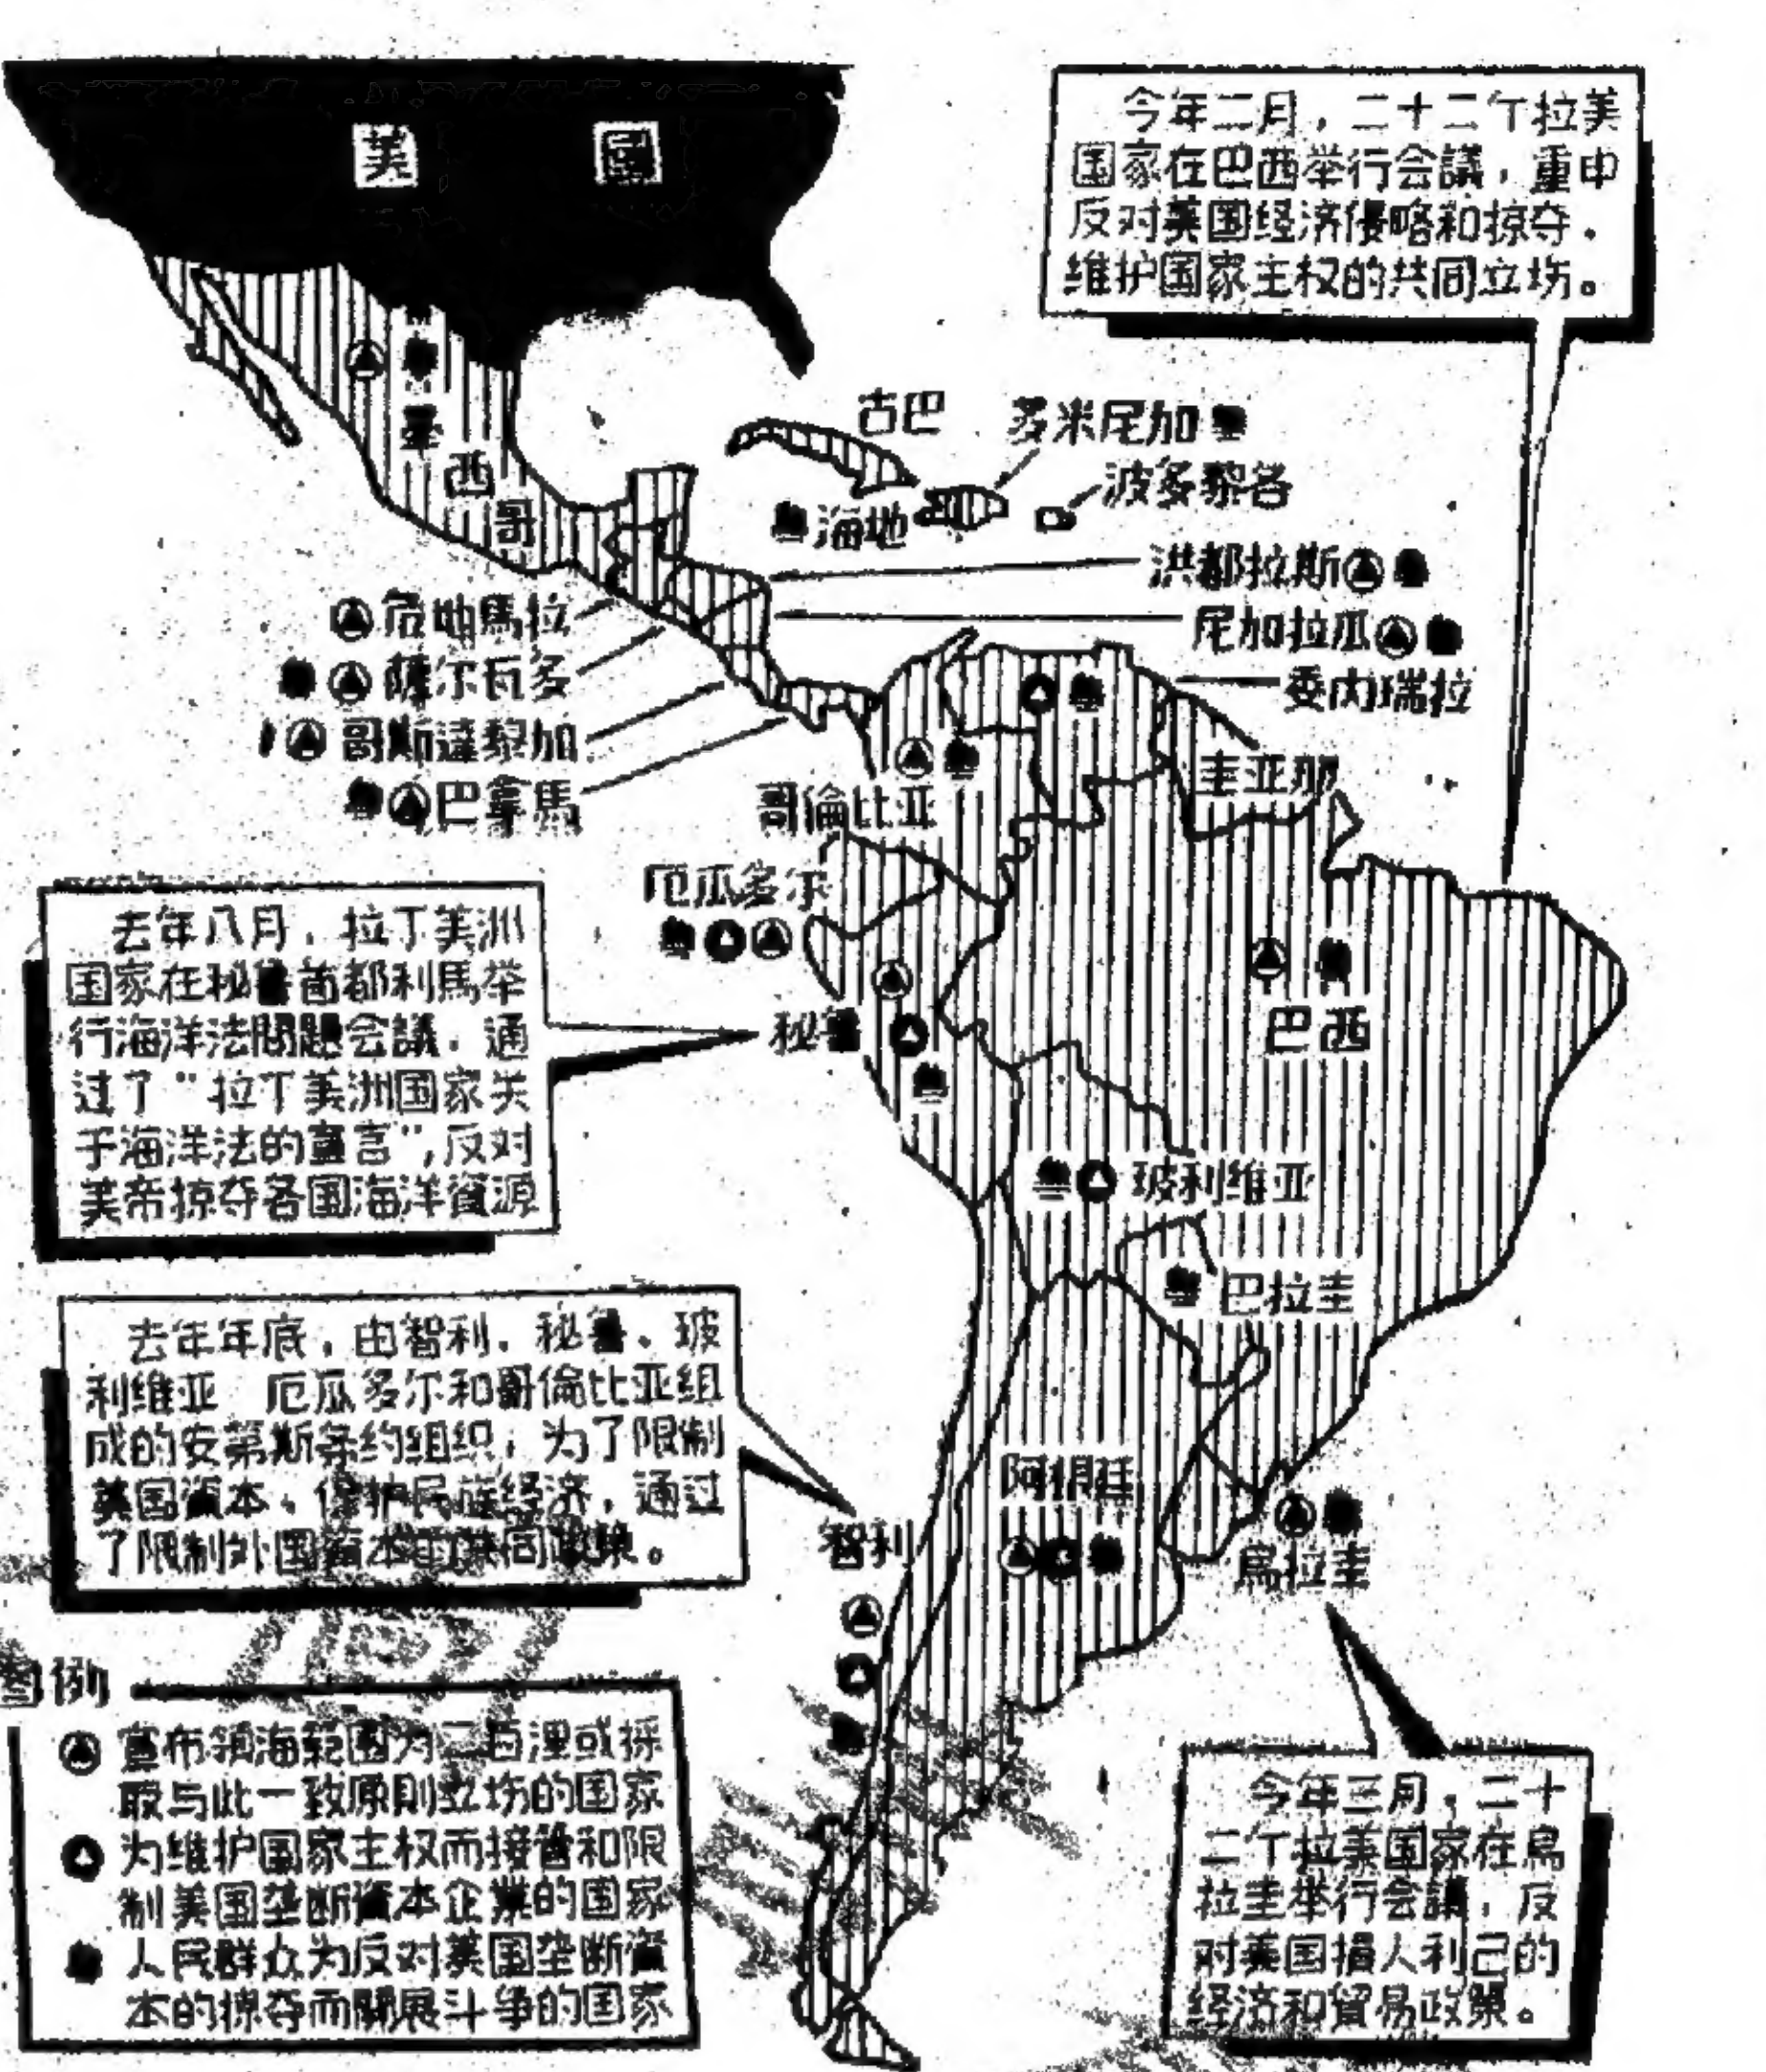 美 國
今年二月，二十二个拉美
国家在巴西举行会議，重申
反对美国经济侵略和掠夺，
维护国家主权的共同立场。
墨西哥
古巴
多米尼加
波多黎各
海地
洪都拉斯
尼加拉瓜
委内瑞拉
危地馬拉
薩尔瓦多
哥斯達黎加
巴拿馬
圭亚那
哥倫比亚
厄瓜多尔
去年八月，拉丁美洲
国家在秘鲁首都利馬举
行海洋法問題会議，通
过了“拉丁美洲国家关
于海洋法的宣言”，反对
美帝掠夺各国海洋資源
秘鲁
巴西
玻利维亚
巴拉圭
去年年底，由智利，秘鲁、玻
利维亚 厄瓜多尔和哥倫比亚组
成的安第斯条约组织，为了限制
美国資本，保护民族经济，通过
了限制外国資本的共同政策。
阿根廷
智利
烏拉圭
图例
宣布領海範围为二百浬或採
取与此一致原則立场的国家
为维护国家主权而接管和限
制美国垄断資本企業的国家
人民群众为反对美国垄断資
本的掠夺而開展斗争的国家
今年三月，二十
二个拉美国家在烏
拉圭举行会議，反
对美国損人利己的
经济和貿易政策。